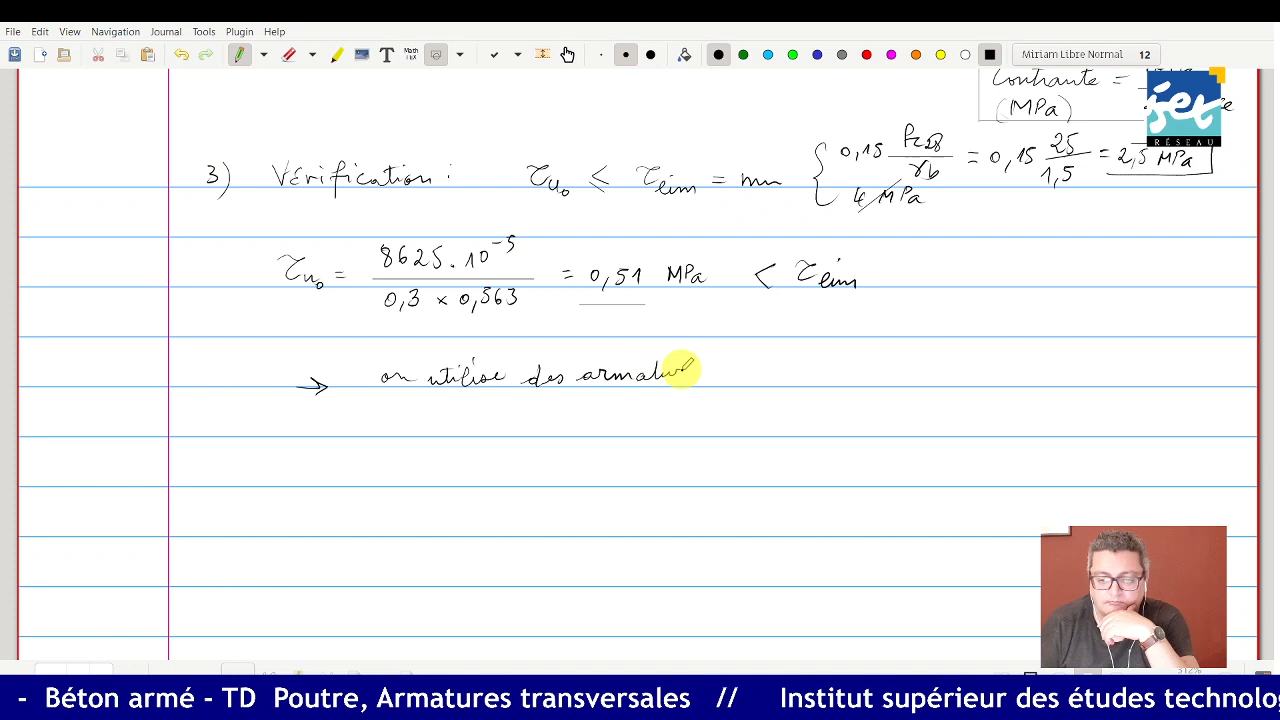 File Edit View Navigation Journal Tools Plugin Help
Miriam Libre Normal 12
Contrainte =
(MPa)
iset
RÉSEAU
3) Vérification : τu₀ ≤ τlim = min { 0,15 fc28 / γb = 0,15 25 / 1,5 = 2,5 MPa
4 MPa
τu₀ = 8625.10⁻⁵ / 0,3 × 0,563 = 0,51 MPa < τlim
→ on utilise des armatur
312%
- Béton armé - TD Poutre, Armatures transversales // Institut supérieur des études technolog